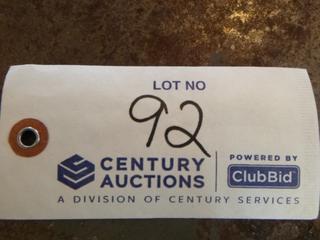 LOT NO
92
CENTURY AUCTIONS
POWERED BY
ClubBid
A DIVISION OF CENTURY SERVICES